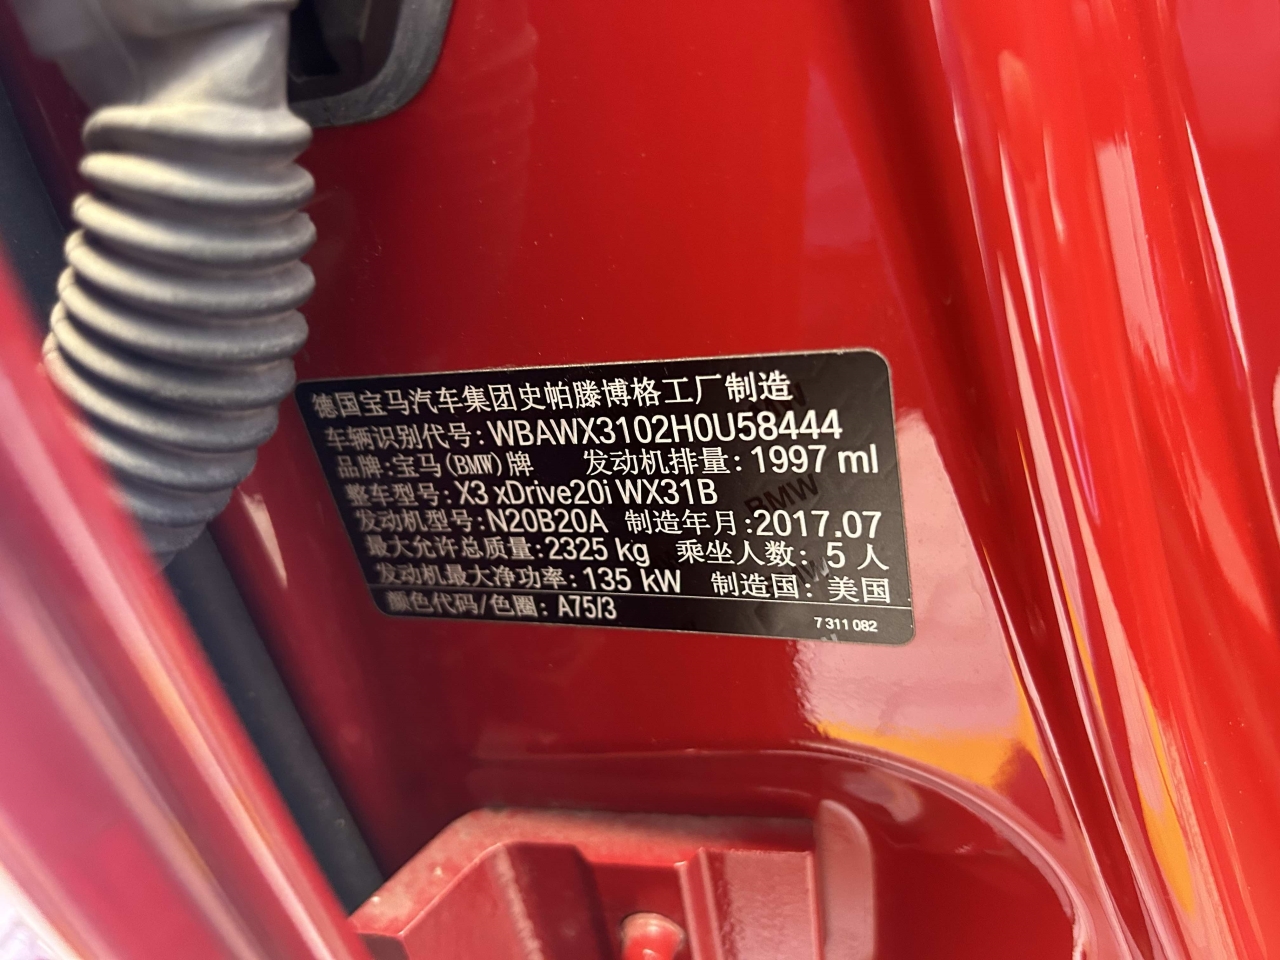 德国宝马汽车集团史帕滕博格工厂制造
车辆识别代号: WBAWX3102H0U58444
品牌: 宝马(BMW)牌 发动机排量: 1997 ml
整车型号: X3 xDrive20i WX31B
发动机型号: N20B20A 制造年月: 2017.07
最大允许总质量: 2325 kg 乘坐人数: 5 人
发动机最大净功率: 135 kW 制造国: 美国
颜色代码/色圈: A75/3
7 311 082